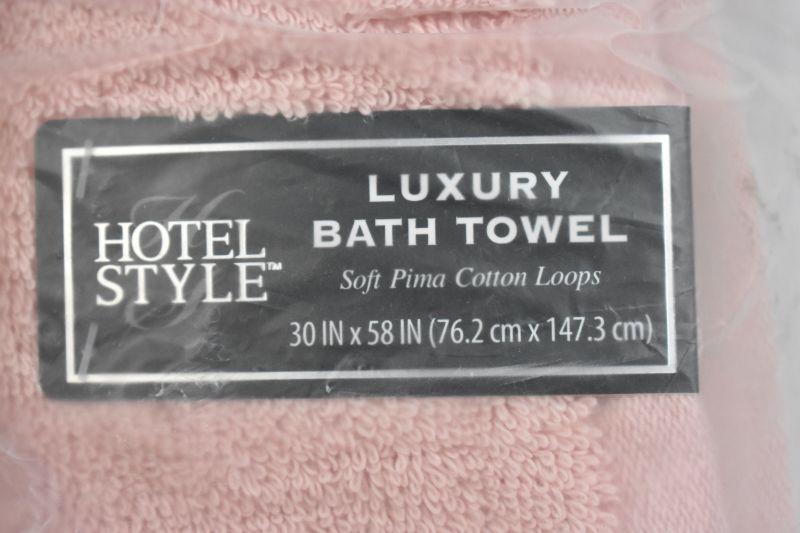 HOTEL
STYLE™
LUXURY
BATH TOWEL
Soft Pima Cotton Loops
30 IN x 58 IN (76.2 cm x 147.3 cm)